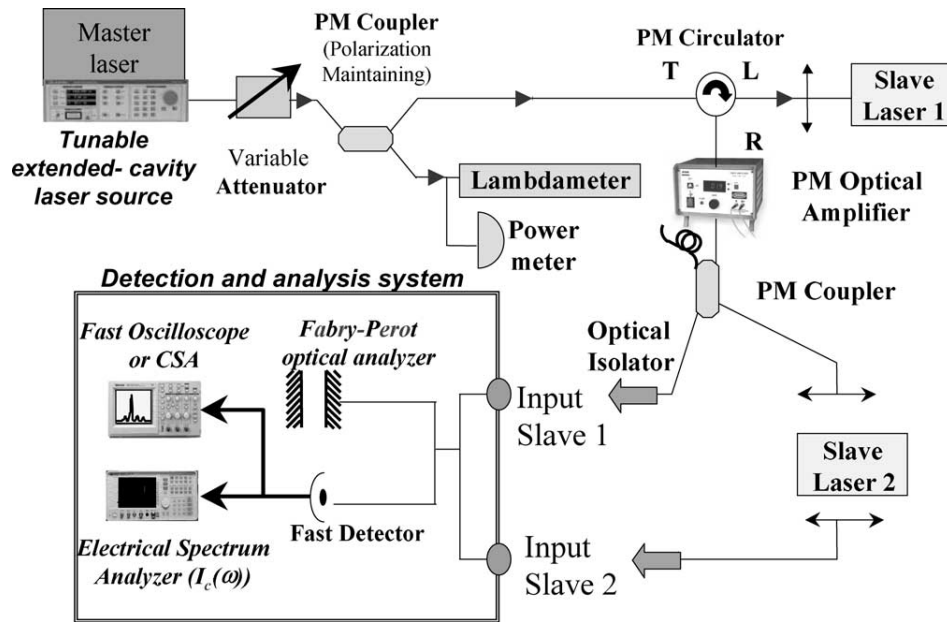 Master
laser
Tunable
extended- cavity
laser source
Variable
Attenuator
PM Coupler
(Polarization
Maintaining)
PM Circulator
T
L
R
Slave
Laser 1
Lambdameter
Power
meter
PM Optical
Amplifier
PM Coupler
Optical
Isolator
Detection and analysis system
Fast Oscilloscope
or CSA
Fabry-Perot
optical analyzer
Input
Slave 1
Slave
Laser 2
Fast Detector
Electrical Spectrum
Analyzer (I_c(ω))
Input
Slave 2